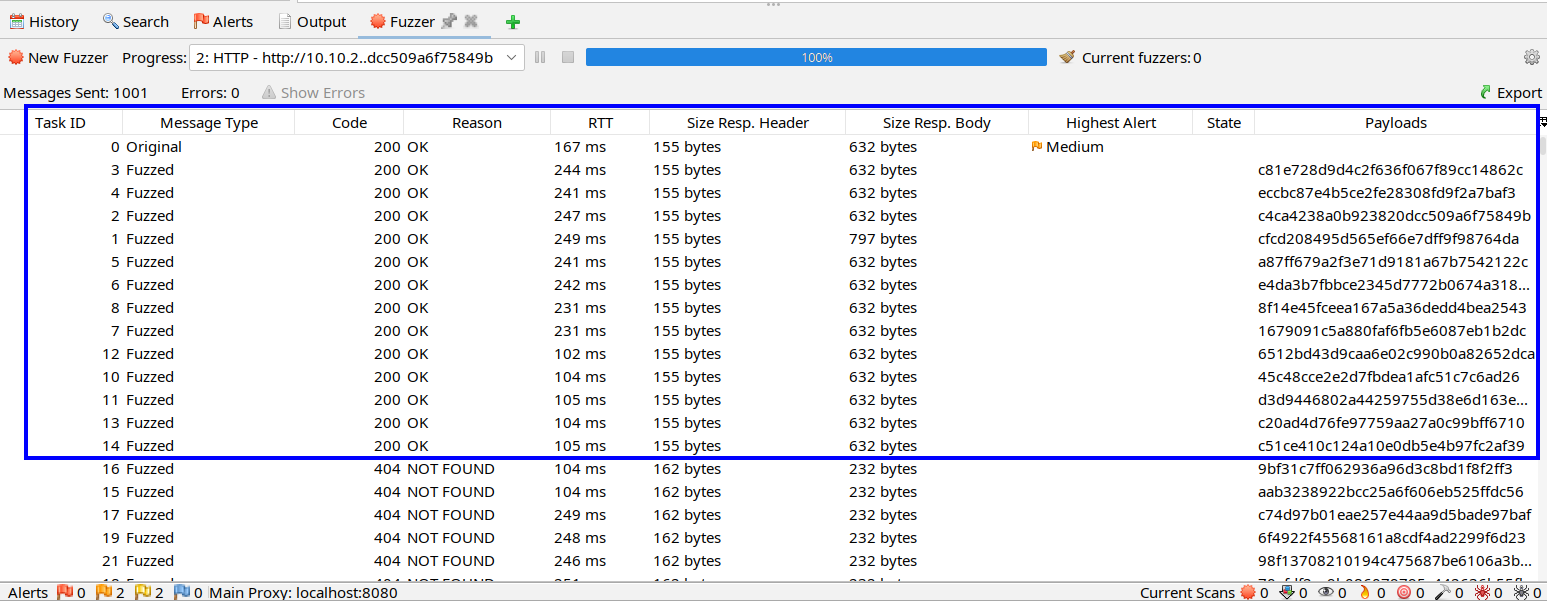 History Search Alerts Output Fuzzer
New Fuzzer Progress: 2: HTTP - http://10.10.2..dcc509a6f75849b 100% Current fuzzers: 0
Messages Sent: 1001 Errors: 0 Show Errors Export
Task ID Message Type Code Reason RTT Size Resp. Header Size Resp. Body Highest Alert State Payloads
0 Original 200 OK 167 ms 155 bytes 632 bytes Medium
3 Fuzzed 200 OK 244 ms 155 bytes 632 bytes c81e728d9d4c2f636f067f89cc14862c
4 Fuzzed 200 OK 241 ms 155 bytes 632 bytes eccbc87e4b5ce2fe28308fd9f2a7baf3
2 Fuzzed 200 OK 247 ms 155 bytes 632 bytes c4ca4238a0b923820dcc509a6f75849b
1 Fuzzed 200 OK 249 ms 155 bytes 797 bytes cfcd208495d565ef66e7dff9f98764da
5 Fuzzed 200 OK 241 ms 155 bytes 632 bytes a87ff679a2f3e71d9181a67b7542122c
6 Fuzzed 200 OK 242 ms 155 bytes 632 bytes e4da3b7fbbce2345d7772b0674a318...
8 Fuzzed 200 OK 231 ms 155 bytes 632 bytes 8f14e45fceea167a5a36dedd4bea2543
7 Fuzzed 200 OK 231 ms 155 bytes 632 bytes 1679091c5a880faf6fb5e6087eb1b2dc
12 Fuzzed 200 OK 102 ms 155 bytes 632 bytes 6512bd43d9caa6e02c990b0a82652dca
10 Fuzzed 200 OK 104 ms 155 bytes 632 bytes 45c48cce2e2d7fbdea1afc51c7c6ad26
11 Fuzzed 200 OK 105 ms 155 bytes 632 bytes d3d9446802a44259755d38e6d163e...
13 Fuzzed 200 OK 104 ms 155 bytes 632 bytes c20ad4d76fe97759aa27a0c99bff6710
14 Fuzzed 200 OK 105 ms 155 bytes 632 bytes c51ce410c124a10e0db5e4b97fc2af39
16 Fuzzed 404 NOT FOUND 104 ms 162 bytes 232 bytes 9bf31c7ff062936a96d3c8bd1f8f2ff3
15 Fuzzed 404 NOT FOUND 104 ms 162 bytes 232 bytes aab3238922bcc25a6f606eb525ffdc56
17 Fuzzed 404 NOT FOUND 249 ms 162 bytes 232 bytes c74d97b01eae257e44aa9d5bade97baf
19 Fuzzed 404 NOT FOUND 248 ms 162 bytes 232 bytes 6f4922f45568161a8cdf4ad2299f6d23
21 Fuzzed 404 NOT FOUND 246 ms 162 bytes 232 bytes 98f13708210194c475687be6106a3b...
Alerts 0 2 2 0 Main Proxy: localhost:8080 Current Scans 0 0 0 0 0 0 0 0